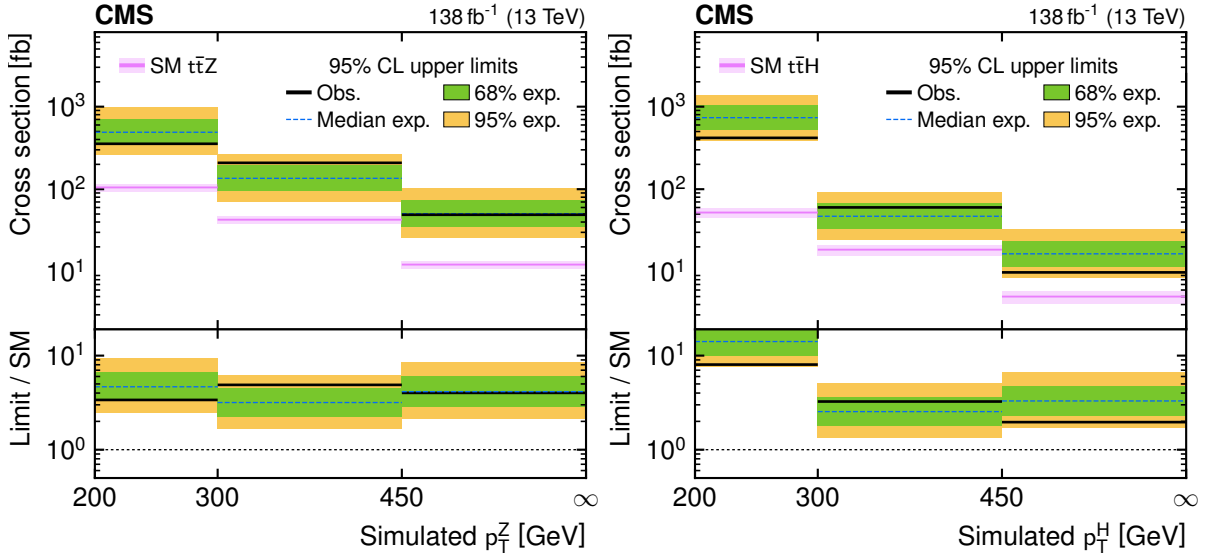 CMS 138 fb⁻¹ (13 TeV)
Cross section [fb]
SM tt̄Z 95% CL upper limits
Obs. 68% exp.
Median exp. 95% exp.
10³
10²
10¹
Limit / SM
10¹
10⁰
200 300 450 ∞
Simulated p_T^Z [GeV]
CMS 138 fb⁻¹ (13 TeV)
Cross section [fb]
SM tt̄H 95% CL upper limits
Obs. 68% exp.
Median exp. 95% exp.
10³
10²
10¹
Limit / SM
10¹
10⁰
200 300 450 ∞
Simulated p_T^H [GeV]